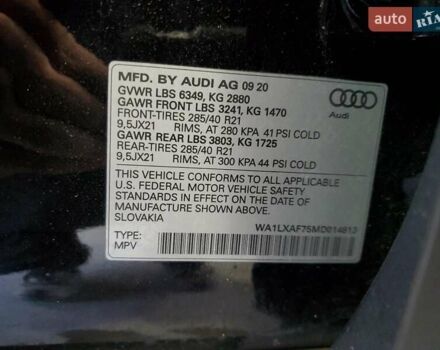 AUTO RIA
MFD. BY AUDI AG 09 20
GVWR LBS 6349, KG 2880
GAWR FRONT LBS 3241, KG 1470
FRONT-TIRES 285/40 R21
9,5JX21 RIMS, AT 280 KPA 41 PSI COLD
GAWR REAR LBS 3803, KG 1725
REAR-TIRES 285/40 R21
9,5JX21 RIMS, AT 300 KPA 44 PSI COLD
Audi
THIS VEHICLE CONFORMS TO ALL APPLICABLE
U.S. FEDERAL MOTOR VEHICLE SAFETY
STANDARDS IN EFFECT ON THE DATE OF
MANUFACTURE SHOWN ABOVE.
SLOVAKIA
WA1LXAF75MD014813
TYPE:
MPV